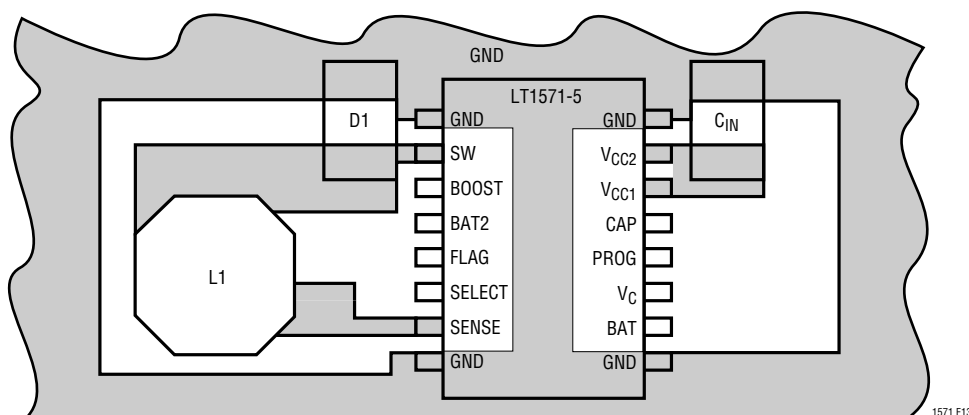 GND
LT1571-5
D1
GND
GND
C_IN
SW
V_CC2
BOOST
V_CC1
BAT2
CAP
FLAG
PROG
L1
SELECT
V_C
SENSE
BAT
GND
GND
1571 F13